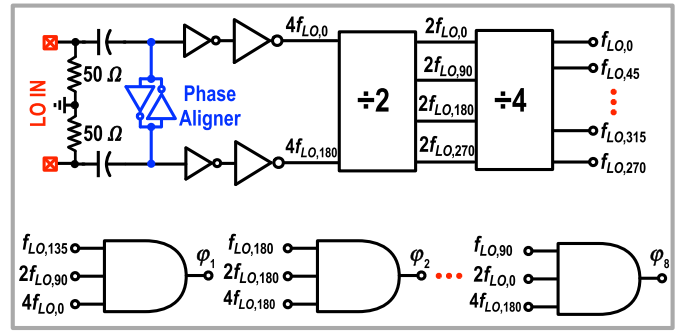 LO IN
50 Ω
50 Ω
Phase
Aligner
4fLO,0
4fLO,180
÷2
2fLO,0
2fLO,90
2fLO,180
2fLO,270
÷4
fLO,0
fLO,45
fLO,315
fLO,270
fLO,135
2fLO,90
4fLO,0
φ1
fLO,180
2fLO,180
4fLO,180
φ2
fLO,90
2fLO,0
4fLO,180
φ8